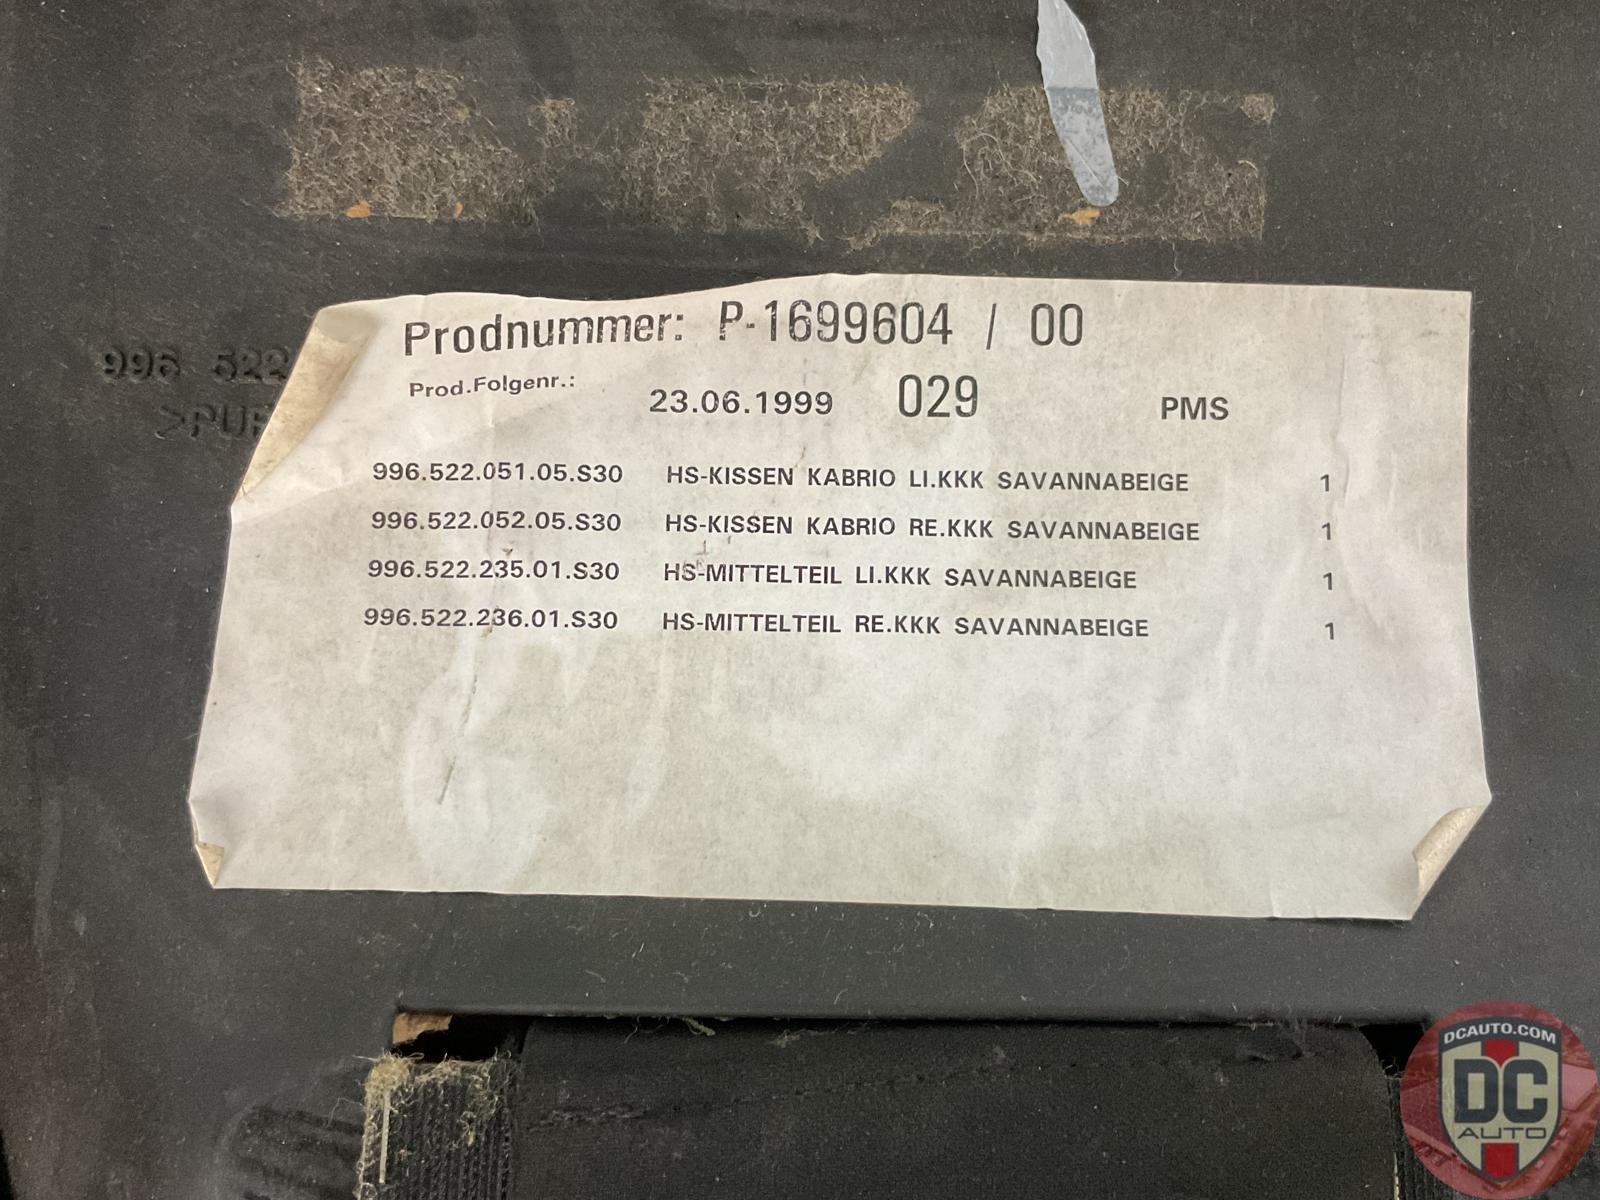 Prodnummer: P-1699604 / 00
Prod.Folgenr.: 23.06.1999 029 PMS
996 522
>PUR
996.522.051.05.S30 HS-KISSEN KABRIO LI.KKK SAVANNABEIGE 1
996.522.052.05.S30 HS-KISSEN KABRIO RE.KKK SAVANNABEIGE 1
996.522.235.01.S30 HS-MITTELTEIL LI.KKK SAVANNABEIGE 1
996.522.236.01.S30 HS-MITTELTEIL RE.KKK SAVANNABEIGE 1
DCAUTO.COM
DC
AUTO